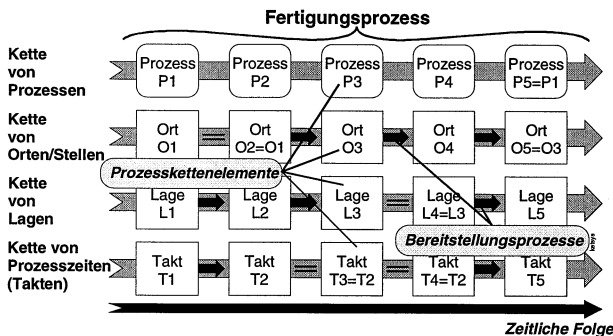 Fertigungsprozess
Kette
von
Prozessen
Prozess
P1
Prozess
P2
Prozess
P3
Prozess
P4
Prozess
P5=P1
Kette
von
Orten/Stellen
Ort
O1
Ort
O2=O1
Ort
O3
Ort
O4
Ort
O5=O3
Prozesskettenelemente
Kette
von
Lagen
Lage
L1
Lage
L2
Lage
L3
Lage
L4=L3
Lage
L5
Bereitstellungsprozesse
Kette von
Prozesszeiten
(Takten)
Takt
T1
Takt
T2
Takt
T3=T2
Takt
T4=T2
Takt
T5
Zeitliche Folge